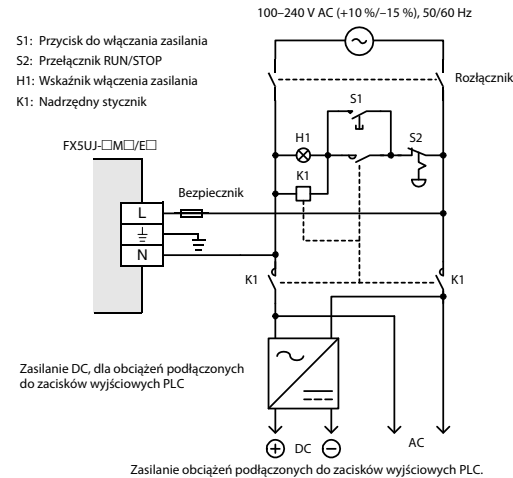 100–240 V AC (+10 %/–15 %), 50/60 Hz
S1: Przycisk do włączania zasilania
S2: Przełącznik RUN/STOP
H1: Wskaźnik włączenia zasilania
K1: Nadrzędny stycznik
Rozłącznik
S1
H1
S2
FX5UJ-□M□/E□
K1
Bezpiecznik
L
N
K1
K1
Zasilanie DC, dla obciążeń podłączonych
do zacisków wyjściowych PLC
DC
AC
Zasilanie obciążeń podłączonych do zacisków wyjściowych PLC.